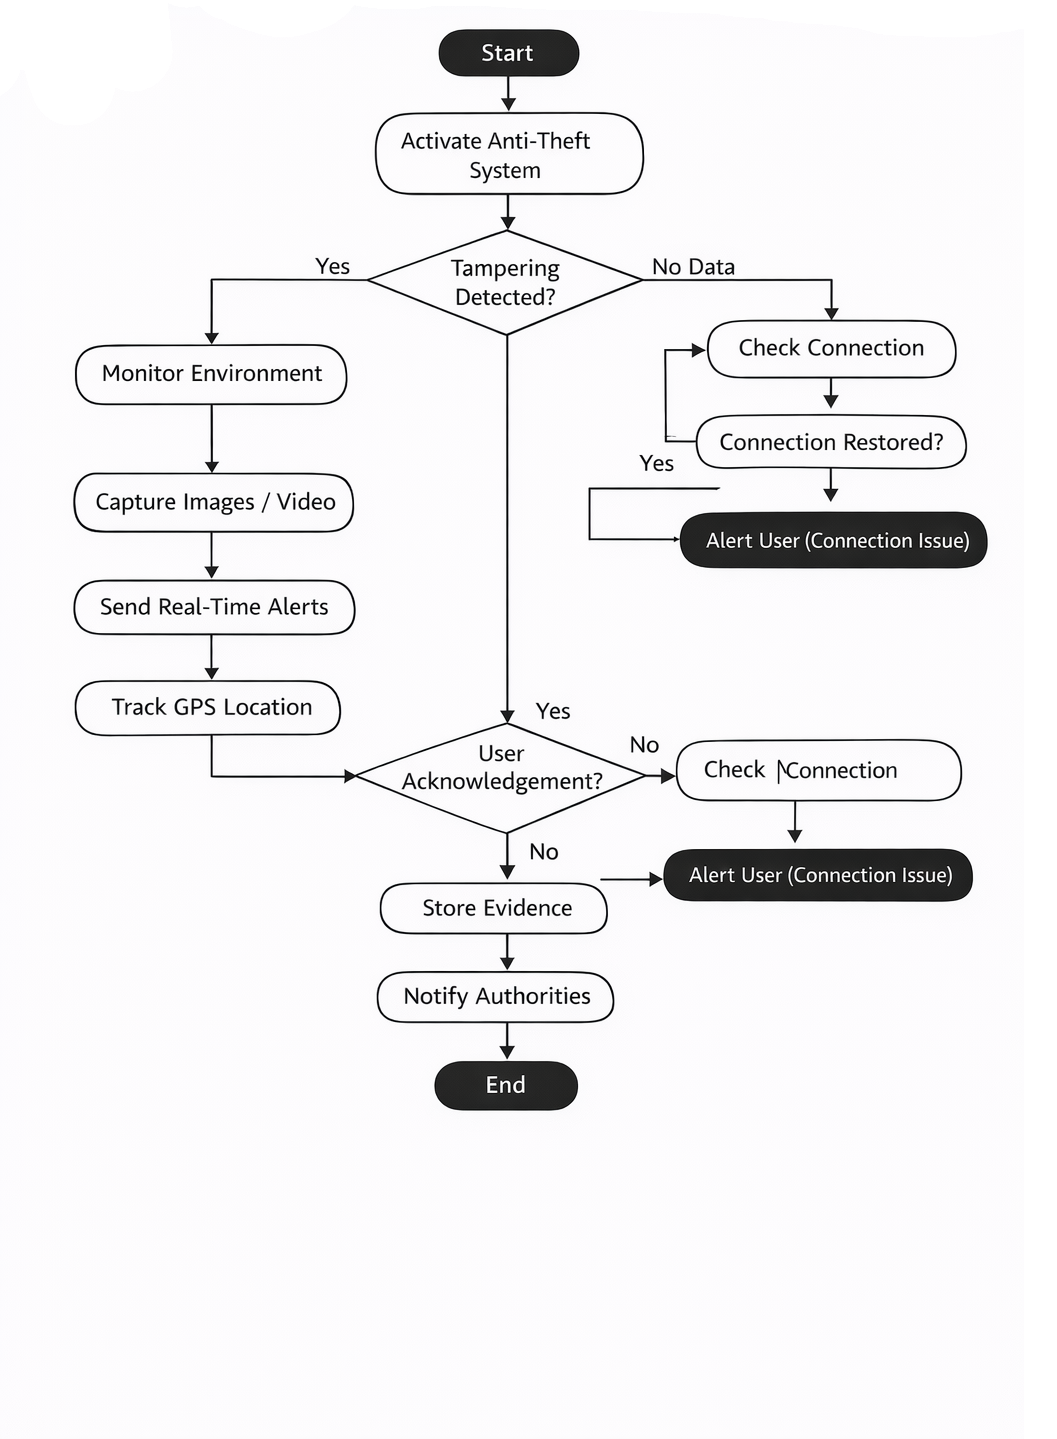 Start
Activate Anti-Theft
System
Tampering
Detected?
Yes
No Data
Monitor Environment
Check Connection
Connection Restored?
Yes
Capture Images / Video
Alert User (Connection Issue)
Send Real-Time Alerts
Track GPS Location
Yes
User
Acknowledgement?
No
Check Connection
No
Alert User (Connection Issue)
Store Evidence
Notify Authorities
End